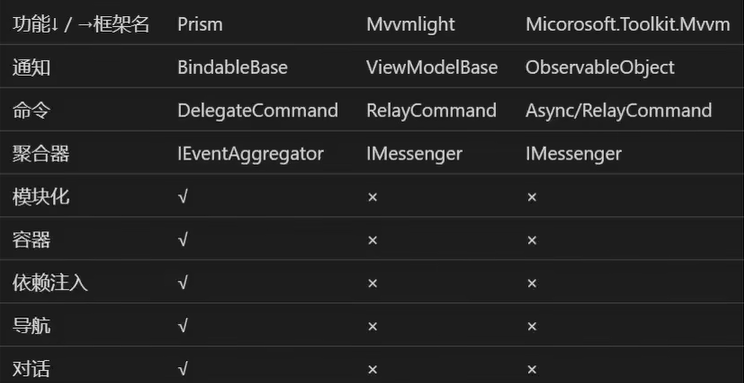 功能↓ / →框架名 Prism Mvvmlight Micorosoft.Toolkit.Mvvm
通知 BindableBase ViewModelBase ObservableObject
命令 DelegateCommand RelayCommand Async/RelayCommand
聚合器 IEventAggregator IMessenger IMessenger
模块化 √ × ×
容器 √ × ×
依赖注入 √ × ×
导航 √ × ×
对话 √ × ×